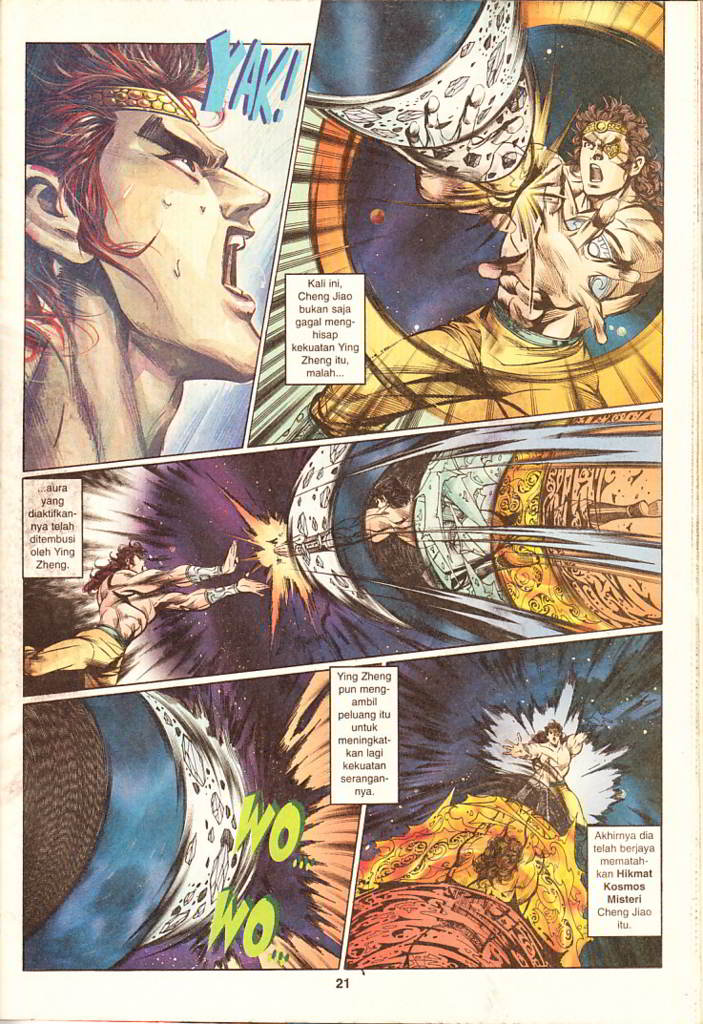 YAK!
Kali ini,
Cheng Jiao
bukan saja
gagal meng-
hisap
kekuatan Ying
Zheng itu,
malah...
...aura
yang
diaktifkan-
nya telah
ditembusi
oleh Ying
Zheng.
Ying Zheng
pun meng-
ambil
peluang itu
untuk
meningkat-
kan lagi
kekuatan
serangan-
nya.
WO...
WO...
Akhirnya dia
telah berjaya
mematah-
kan Hikmat
Kosmos
Misteri
Cheng Jiao
itu.
21